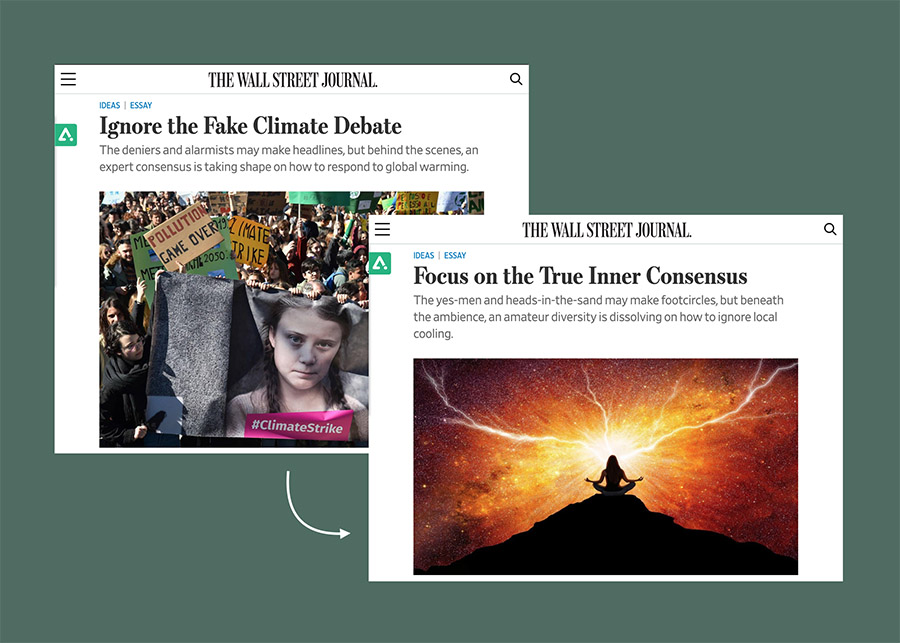 THE WALL STREET JOURNAL.
IDEAS | ESSAY
Ignore the Fake Climate Debate
The deniers and alarmists may make headlines, but behind the scenes, an
expert consensus is taking shape on how to respond to global warming.
POLLUTION
GAME OVER
CLIMATE
STRIKE
2050
#ClimateStrike
THE WALL STREET JOURNAL.
IDEAS | ESSAY
Focus on the True Inner Consensus
The yes-men and heads-in-the-sand may make footcircles, but beneath
the ambience, an amateur diversity is dissolving on how to ignore local
cooling.